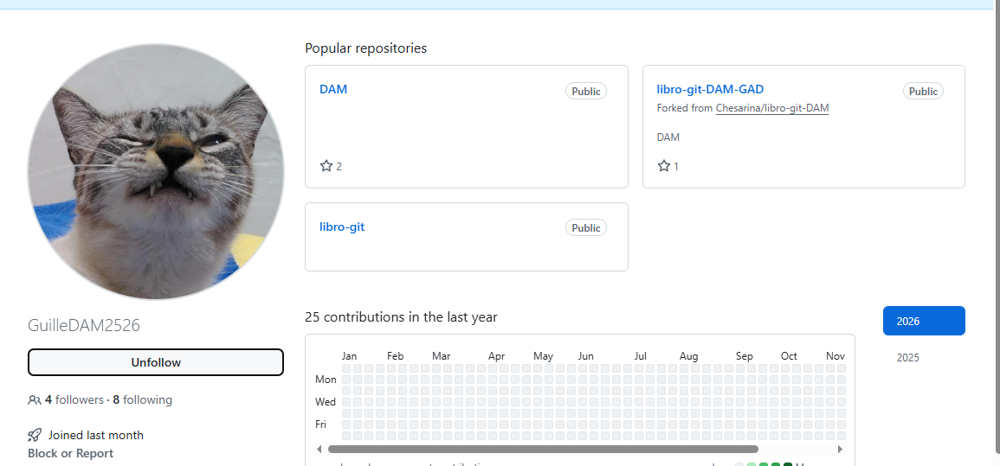 Popular repositories
DAM
Public
2
libro-git-DAM-GAD
Public
Forked from Chesarina/libro-git-DAM
DAM
1
libro-git
Public
GuilleDAM2526
Unfollow
4 followers · 8 following
Joined last month
Block or Report
25 contributions in the last year
2026
2025
Jan Feb Mar Apr May Jun Jul Aug Sep Oct Nov
Mon
Wed
Fri